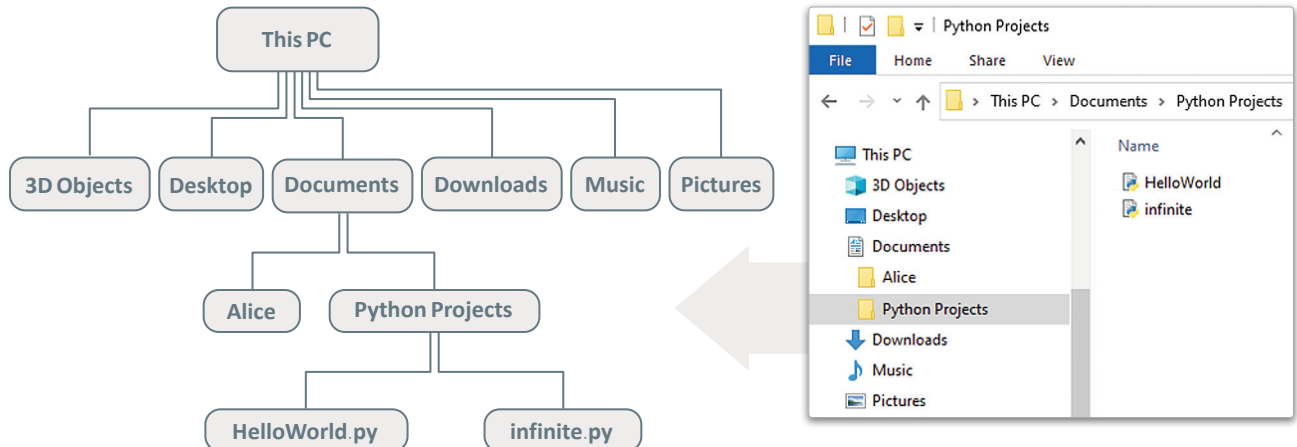 This PC
3D Objects
Desktop
Documents
Downloads
Music
Pictures
Alice
Python Projects
HelloWorld.py
infinite.py
Python Projects
File Home Share View
This PC > Documents > Python Projects
This PC
3D Objects
Desktop
Documents
Alice
Python Projects
Downloads
Music
Pictures
Name
HelloWorld
infinite